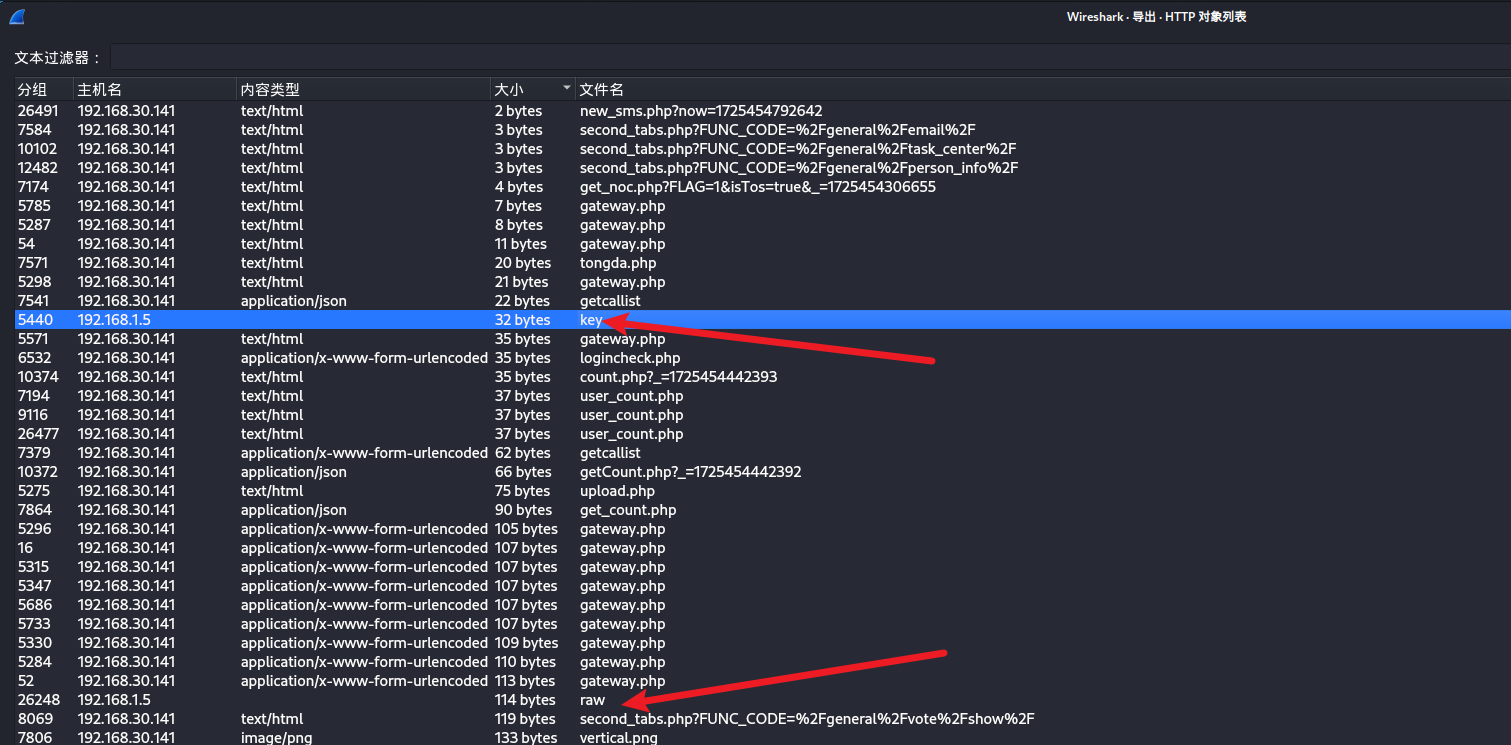 Wireshark · 导出 · HTTP 对象列表
文本过滤器：
分组 主机名 内容类型 大小 文件名
26491 192.168.30.141 text/html 2 bytes new_sms.php?now=1725454792642
7584 192.168.30.141 text/html 3 bytes second_tabs.php?FUNC_CODE=%2Fgeneral%2Femail%2F
10102 192.168.30.141 text/html 3 bytes second_tabs.php?FUNC_CODE=%2Fgeneral%2Ftask_center%2F
12482 192.168.30.141 text/html 3 bytes second_tabs.php?FUNC_CODE=%2Fgeneral%2Fperson_info%2F
7174 192.168.30.141 text/html 4 bytes get_noc.php?FLAG=1&isTos=true&_=1725454306655
5785 192.168.30.141 text/html 7 bytes gateway.php
5287 192.168.30.141 text/html 8 bytes gateway.php
54 192.168.30.141 text/html 11 bytes gateway.php
7571 192.168.30.141 text/html 20 bytes tongda.php
5298 192.168.30.141 text/html 21 bytes gateway.php
7541 192.168.30.141 application/json 22 bytes getcallist
5440 192.168.1.5 32 bytes key
5571 192.168.30.141 text/html 35 bytes gateway.php
6532 192.168.30.141 application/x-www-form-urlencoded 35 bytes logincheck.php
10374 192.168.30.141 text/html 35 bytes count.php?_=1725454442393
7194 192.168.30.141 text/html 37 bytes user_count.php
9116 192.168.30.141 text/html 37 bytes user_count.php
26477 192.168.30.141 text/html 37 bytes user_count.php
7379 192.168.30.141 application/x-www-form-urlencoded 62 bytes getcallist
10372 192.168.30.141 application/json 66 bytes getCount.php?_=1725454442392
5275 192.168.30.141 text/html 75 bytes upload.php
7864 192.168.30.141 application/json 90 bytes get_count.php
5296 192.168.30.141 application/x-www-form-urlencoded 105 bytes gateway.php
16 192.168.30.141 application/x-www-form-urlencoded 107 bytes gateway.php
5315 192.168.30.141 application/x-www-form-urlencoded 107 bytes gateway.php
5347 192.168.30.141 application/x-www-form-urlencoded 107 bytes gateway.php
5686 192.168.30.141 application/x-www-form-urlencoded 107 bytes gateway.php
5733 192.168.30.141 application/x-www-form-urlencoded 107 bytes gateway.php
5330 192.168.30.141 application/x-www-form-urlencoded 109 bytes gateway.php
5284 192.168.30.141 application/x-www-form-urlencoded 110 bytes gateway.php
52 192.168.30.141 application/x-www-form-urlencoded 113 bytes gateway.php
26248 192.168.1.5 114 bytes raw
8069 192.168.30.141 text/html 119 bytes second_tabs.php?FUNC_CODE=%2Fgeneral%2Fvote%2Fshow%2F
7806 192.168.30.141 image/png 133 bytes vertical.png